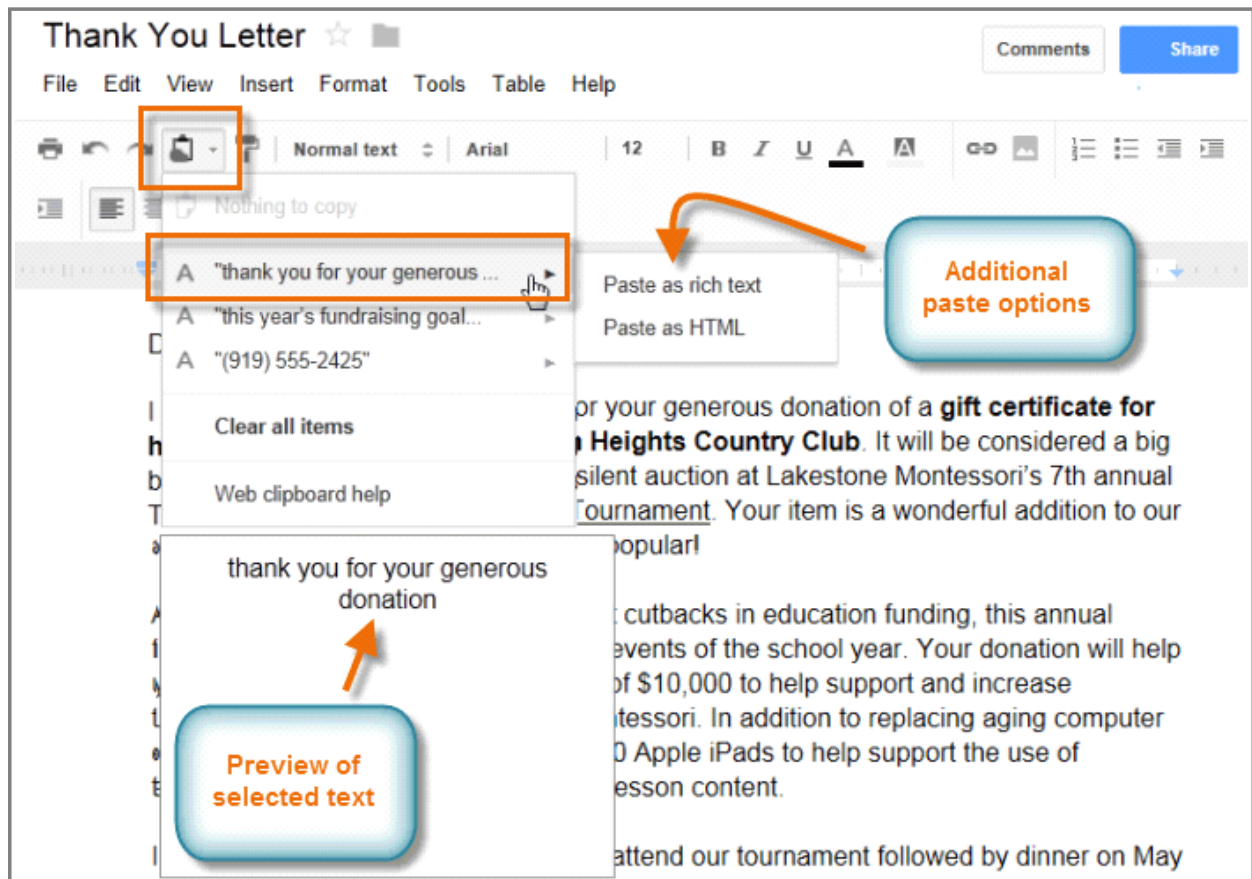 Thank You Letter
Comments
Share
File Edit View Insert Format Tools Table Help
Normal text Arial 12 B I U A A
Nothing to copy
A "thank you for your generous ...
Paste as rich text
Additional
paste options
A "this year's fundraising goal...
Paste as HTML
A "(919) 555-2425"
Clear all items
Web clipboard help
D
I or your generous donation of a gift certificate for
h Heights Country Club. It will be considered a big
b silent auction at Lakestone Montessori's 7th annual
T Tournament. Your item is a wonderful addition to our
a popular!
thank you for your generous
donation
A cutbacks in education funding, this annual
f events of the school year. Your donation will help
of $10,000 to help support and increase
t tessori. In addition to replacing aging computer
0 Apple iPads to help support the use of
t esson content.
Preview of
selected text
I attend our tournament followed by dinner on May